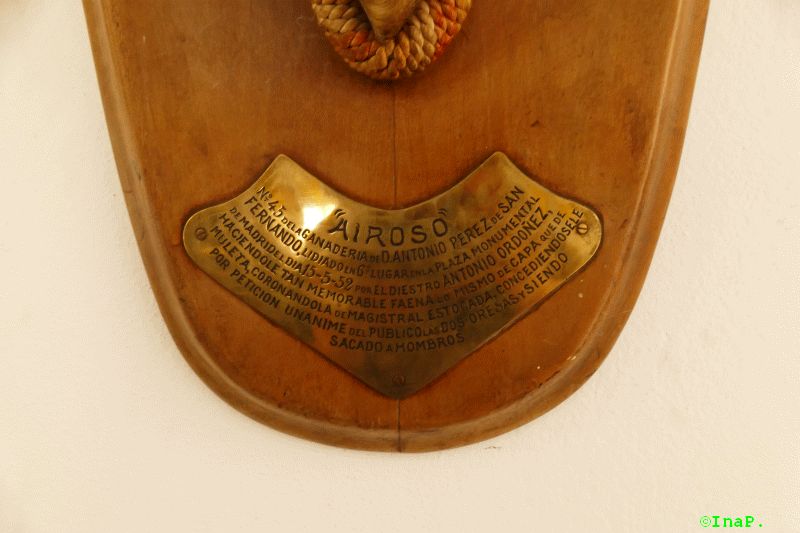 "AIROSO"
Nº 45 DE LA GANADERIA DE D. ANTONIO PEREZ DE SAN
FERNANDO, LIDIADO EN 6º LUGAR EN LA PLAZA MONUMENTAL
DE MADRID EL DIA 15-5-52 POR EL DIESTRO ANTONIO ORDOÑEZ,
HACIENDOLE TAN MEMORABLE FAENA LO MISMO DE CAPA QUE DE
MULETA, CORONANDOLA DE MAGISTRAL ESTOCADA, CONCEDIENDOSELE
POR PETICION UNANIME DEL PUBLICO LAS DOS OREJAS Y SIENDO
SACADO A HOMBROS
©InaP.